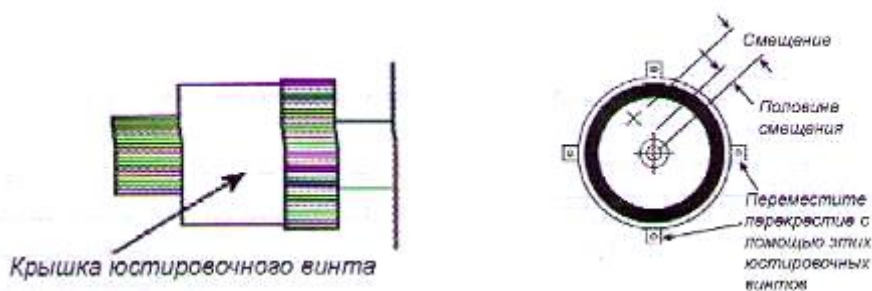 Крышка юстировочного винта
Смещение
Половина
смещения
Переместите
перекрестие с
помощью этих
юстировочных
винтов